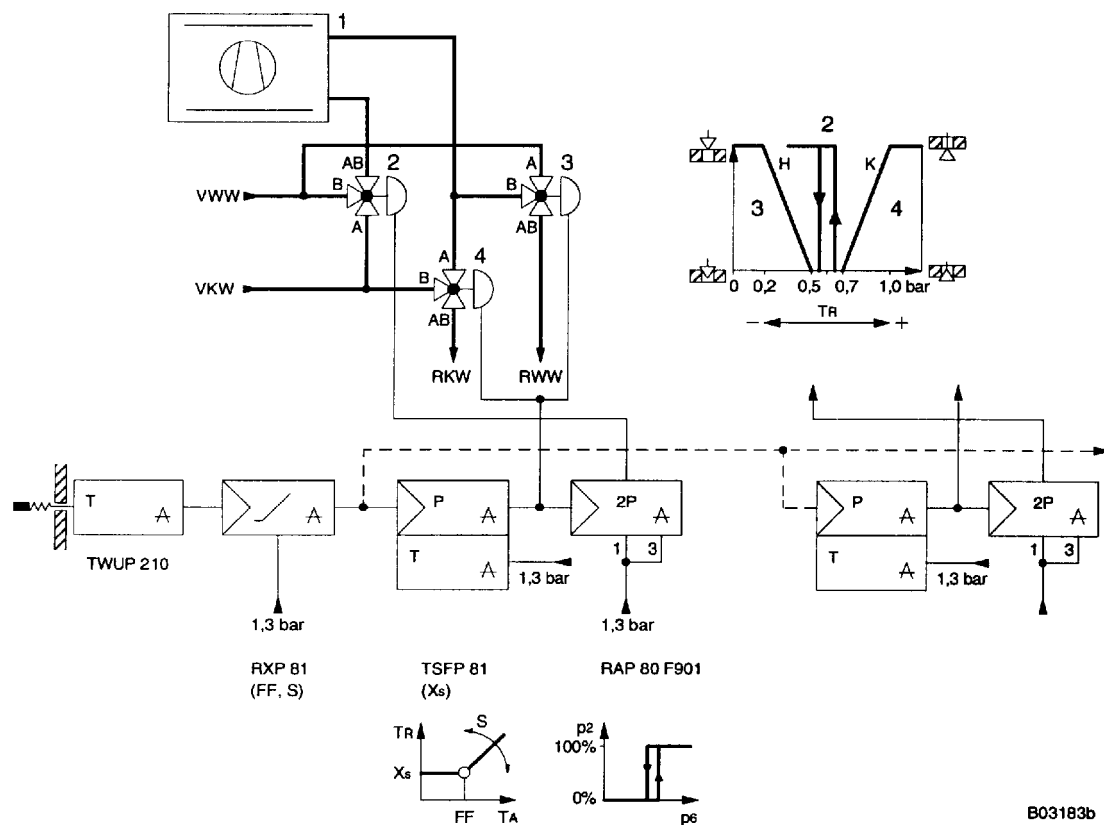 1
AB 2
A 3
VWW B
B
A
AB
A 4
VKW B
AB
RKW RWW
2
H K
3 4
0 0,2 0,5 0,7 1,0 bar
− TR +
T
P
2P
P
2P
T
1 3
T
1 3
TWUP 210
1,3 bar
1,3 bar
1,3 bar
1,3 bar
RXP 81
(FF, S)
TSFP 81
(Xs)
RAP 80 F901
TR S
Xs
FF TA
p2
100%
0%
p6
B03183b